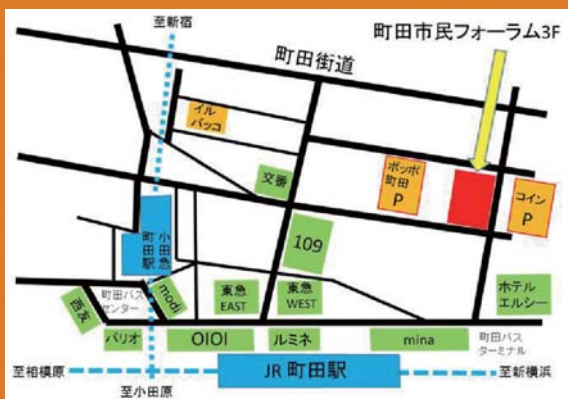 至新宿
町田市民フォーラム3F
町田街道
イル
バッコ
交番
ポッポ
町田
P
コイン
P
小田急
町田駅
109
町田バス
センター
modi
東急
EAST
東急
WEST
ホテル
エルシー
西友
パリオ
OIOI
ルミネ
mina
町田バス
ターミナル
至相模原
JR 町田駅
至新横浜
至小田原